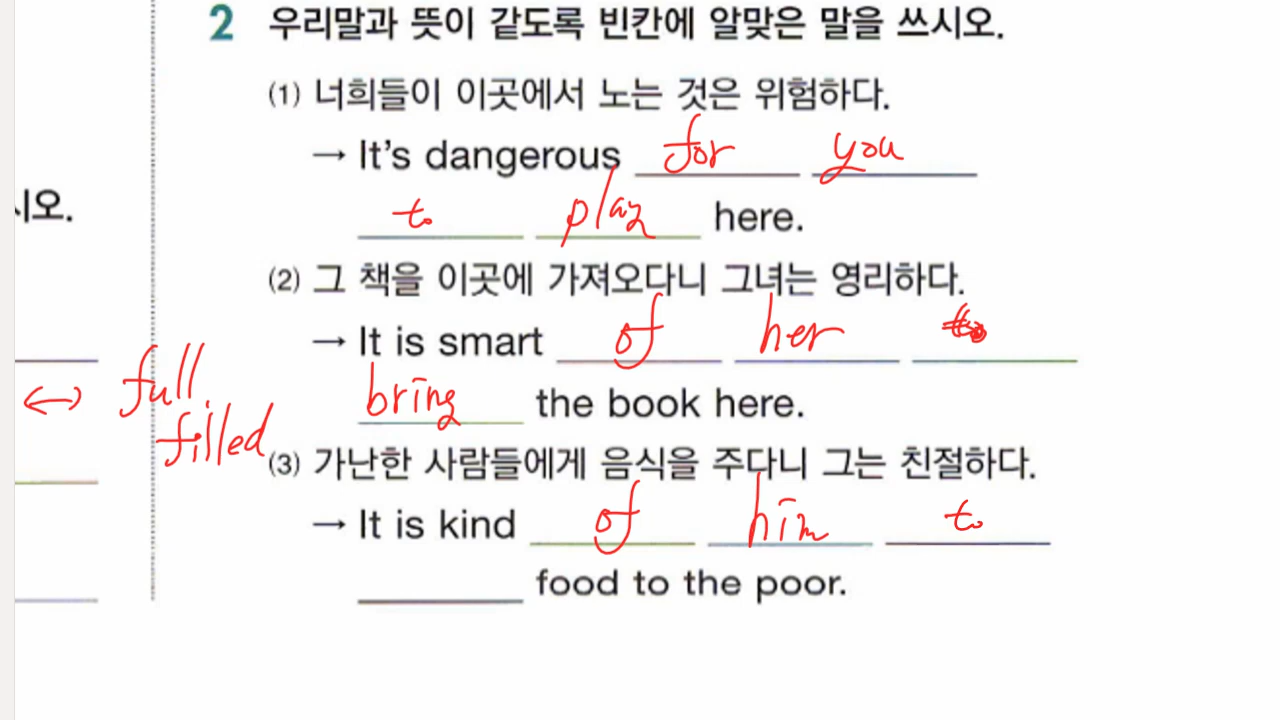 2 우리말과 뜻이 같도록 빈칸에 알맞은 말을 쓰시오.
(1) 너희들이 이곳에서 노는 것은 위험하다.
→ It's dangerous for you
to play here.
시오.
(2) 그 책을 이곳에 가져오다니 그녀는 영리하다.
→ It is smart of her to
↔ full
bring the book here.
filled
(3) 가난한 사람들에게 음식을 주다니 그는 친절하다.
→ It is kind of him to
food to the poor.